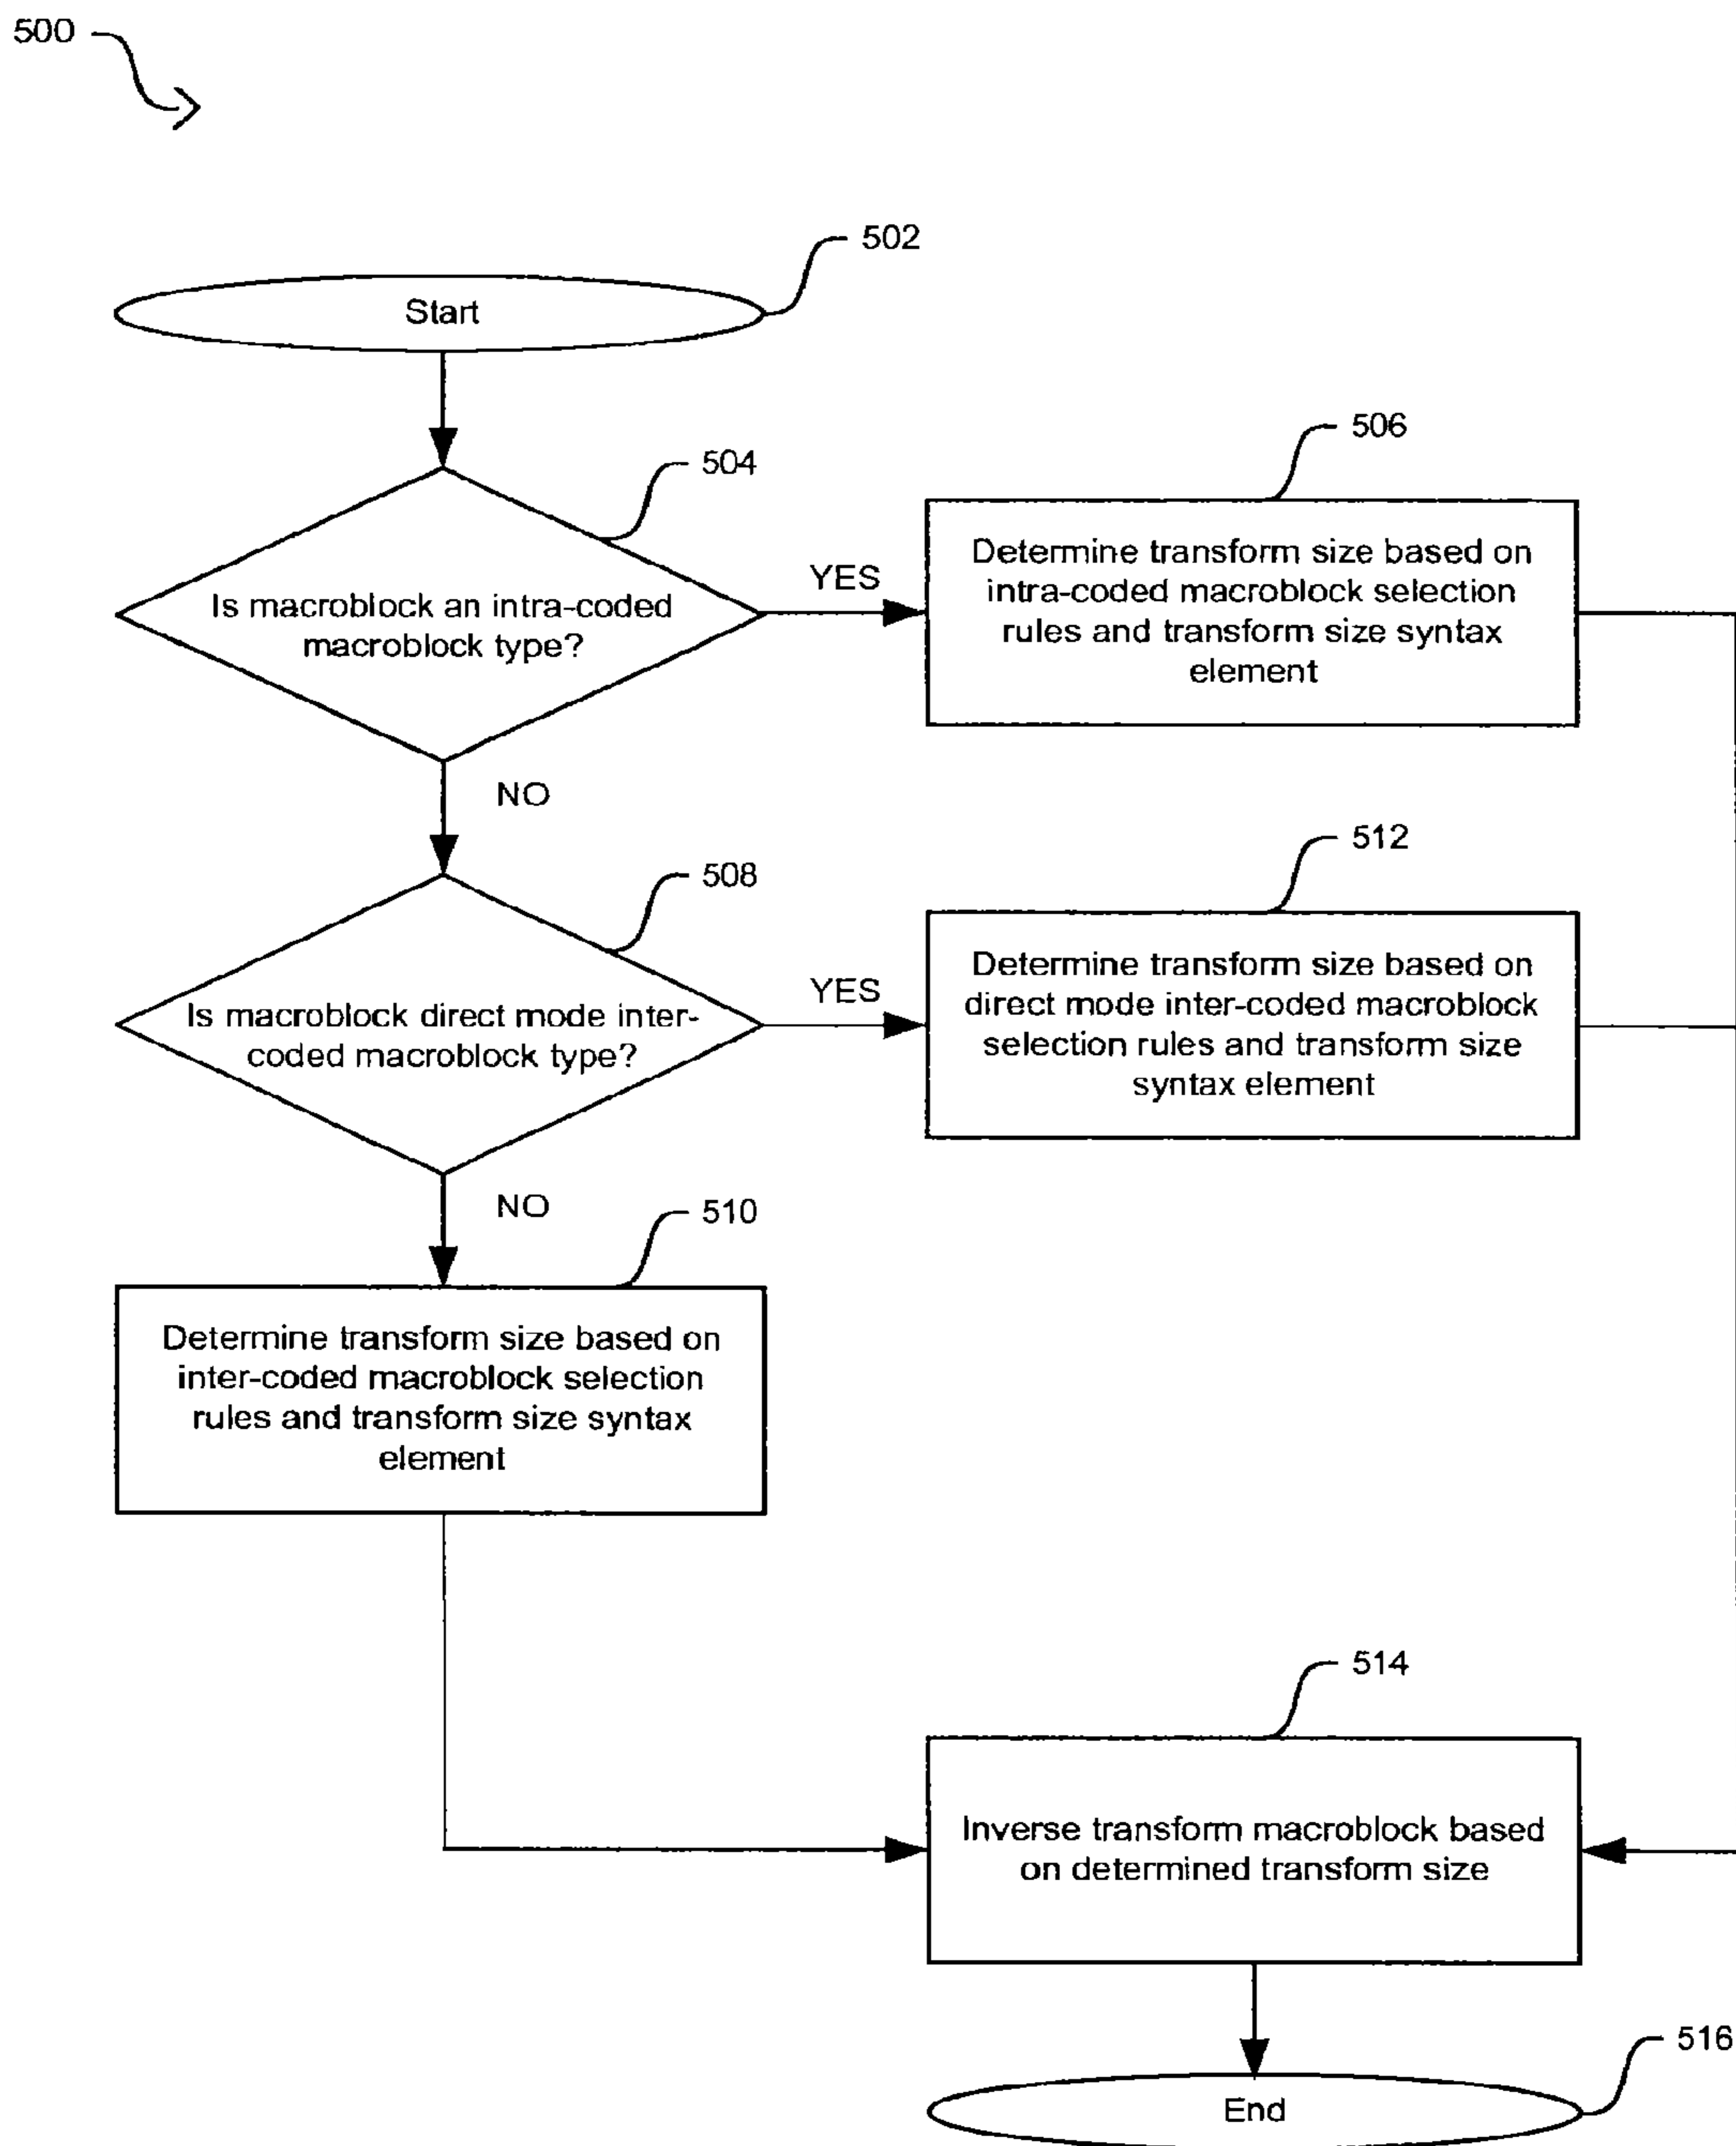 500
502
Start
504
506
Is macroblock an intra-coded
macroblock type?
YES
Determine transform size based on
intra-coded macroblock selection
rules and transform size syntax
element
NO
508
512
Is macroblock direct mode inter-
coded macroblock type?
YES
Determine transform size based on
direct mode inter-coded macroblock
selection rules and transform size
syntax element
NO
510
Determine transform size based on
inter-coded macroblock selection
rules and transform size syntax
element
514
Inverse transform macroblock based
on determined transform size
516
End